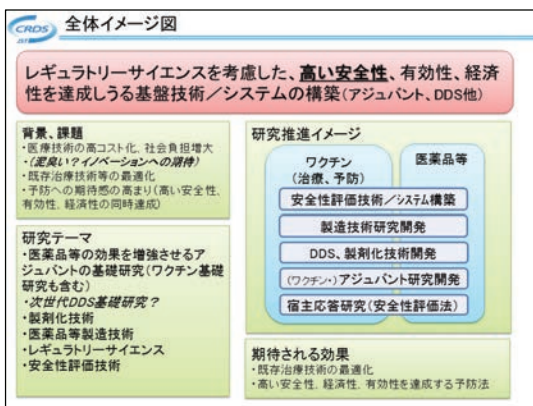 CRDS
JST
全体イメージ図
レギュラトリーサイエンスを考慮した、高い安全性、有効性、経済
性を達成しうる基盤技術／システムの構築(アジュバント、DDS他)
背景、課題
・医療技術の高コスト化、社会負担増大
・(泥臭い?イノベーションへの期待)
・既存治療技術等の最適化
・予防への期待感の高まり(高い安全性、
有効性、経済性の同時達成)
研究テーマ
・医薬品等の効果を増強させるア
ジュバントの基礎研究(ワクチン基礎
研究も含む)
・次世代DDS基礎研究?
・製剤化技術
・医薬品等製造技術
・レギュラトリーサイエンス
・安全性評価技術
研究推進イメージ
ワクチン
(治療、予防)
医薬品等
安全性評価技術／システム構築
製造技術研究開発
DDS、製剤化技術開発
(ワクチン・)アジュバント研究開発
宿主応答研究(安全性評価法)
期待される効果
・既存治療技術の最適化
・高い安全性、経済性、有効性を達成する予防法